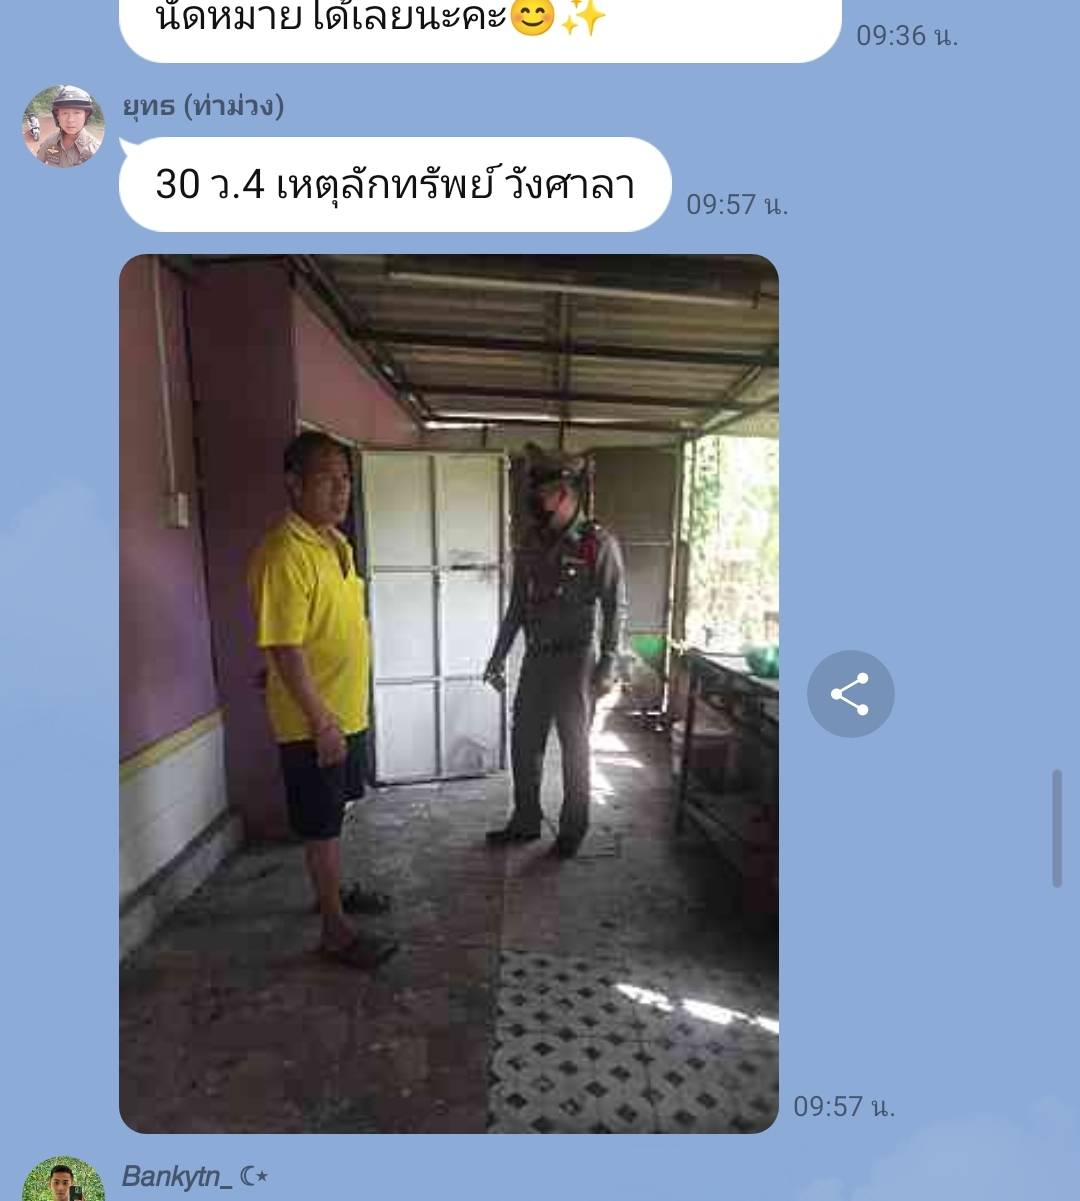 นัดหมายได้เลยนะคะ😊✨
09:36 น.
ยุทธ (ท่าม่วง)
30 ว.4 เหตุลักทรัพย์ วังศาลา
09:57 น.
09:57 น.
Bankytn_☾⋆